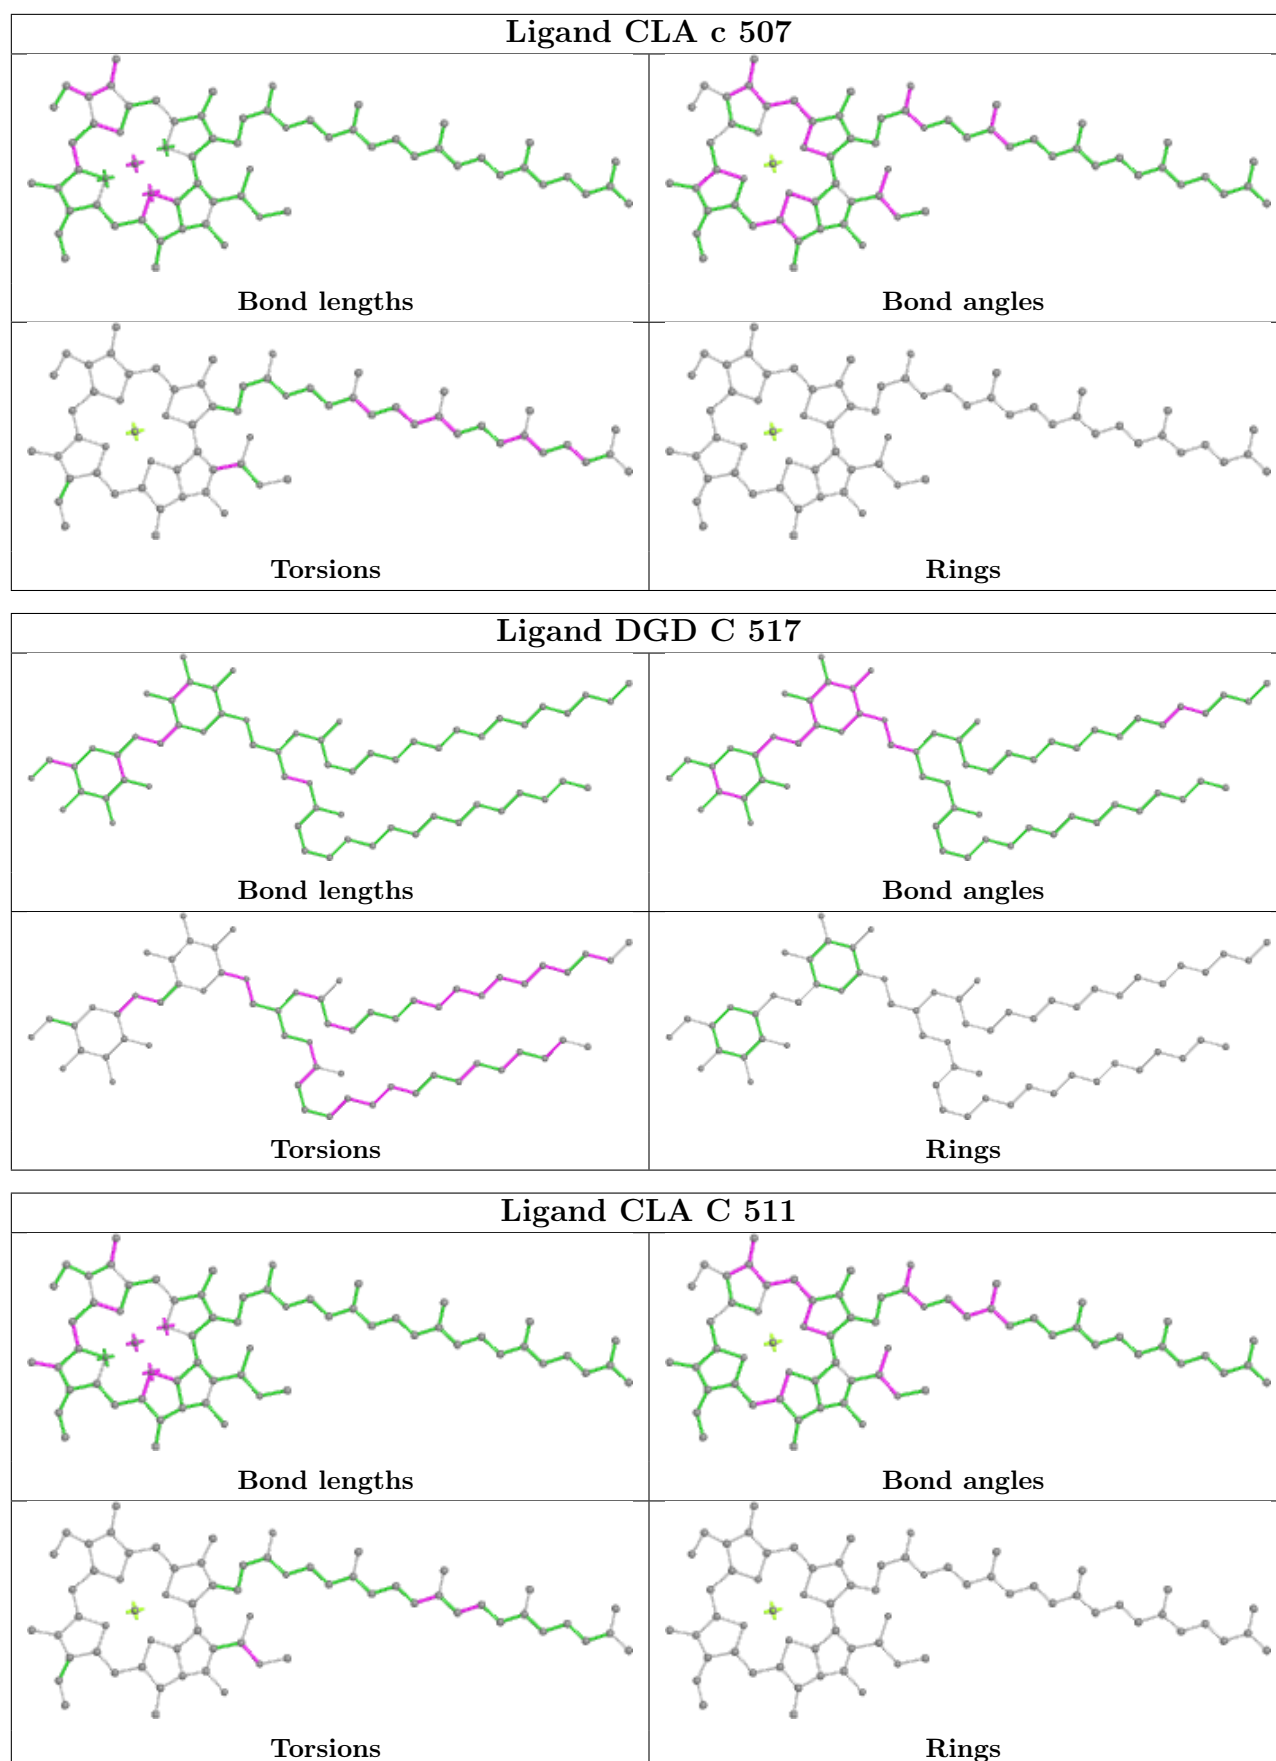 Ligand CLA c 507
Bond lengths
Bond angles
Torsions
Rings
Ligand DGD C 517
Bond lengths
Bond angles
Torsions
Rings
Ligand CLA C 511
Bond lengths
Bond angles
Torsions
Rings